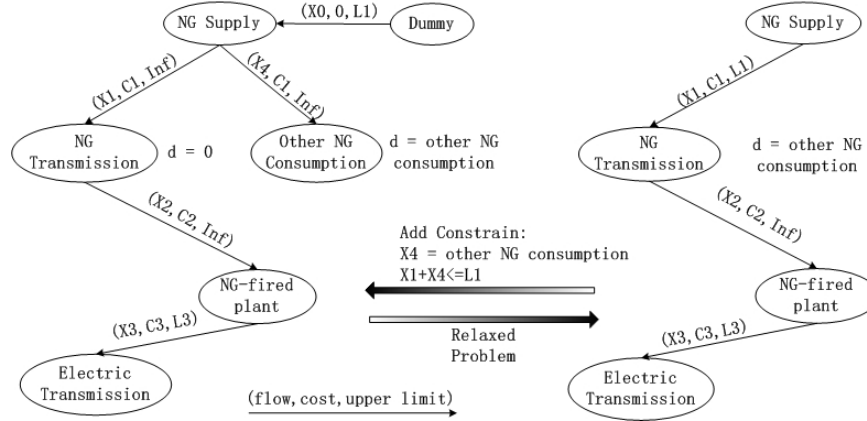 NG Supply
(X0, 0, L1)
Dummy
NG Supply
(X1, C1, Inf)
(X4, C1, Inf)
(X1, C1, L1)
NG
Transmission
d = 0
Other NG
Consumption
d = other NG
consumption
NG
Transmission
d = other NG
consumption
(X2, C2, Inf)
(X2, C2, Inf)
Add Constrain:
X4 = other NG consumption
X1+X4<=L1
NG-fired
plant
NG-fired
plant
(X3, C3, L3)
Relaxed
Problem
(X3, C3, L3)
Electric
Transmission
Electric
Transmission
(flow, cost, upper limit)